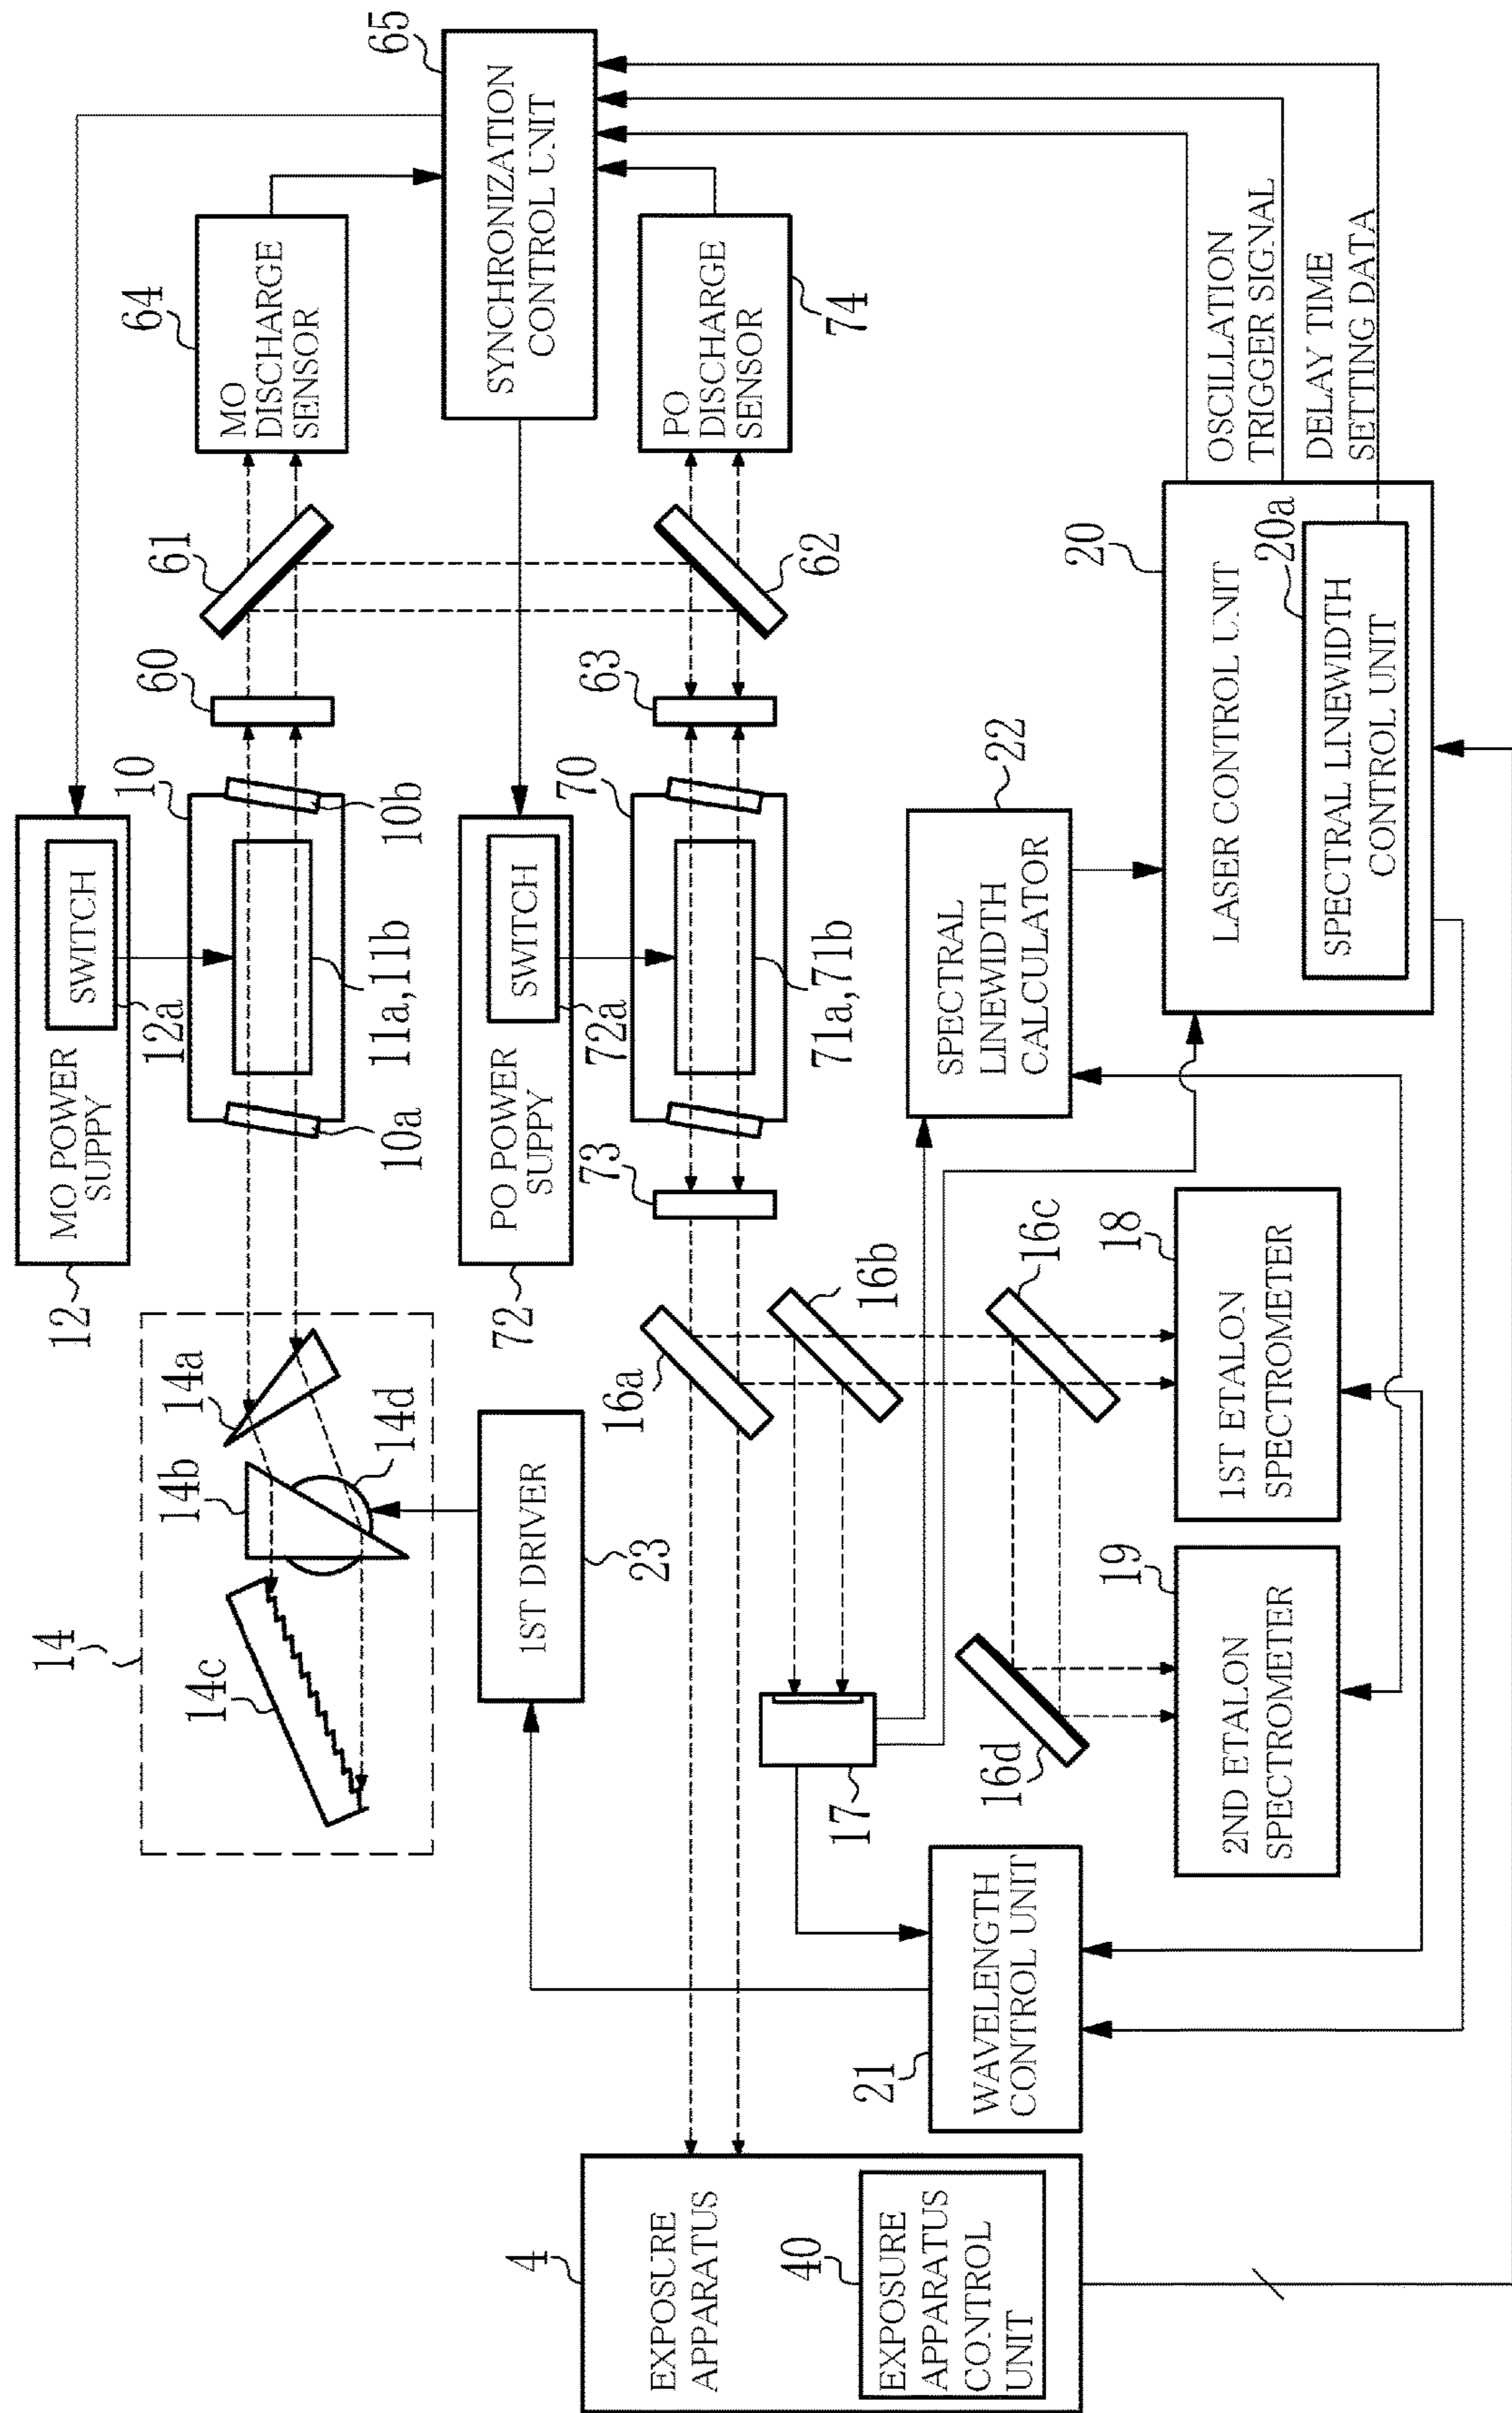 MO POWER
SUPPY
SWITCH
12
12a
10
10a
10b
11a,11b
14
14a
14b
14c
14d
60
61
64
MO
DISCHARGE
SENSOR
65
SYNCHRONIZATION
CONTROL UNIT
PO POWER
SUPPY
SWITCH
72
72a
70
71a,71b
73
63
62
PO
DISCHARGE
SENSOR
74
1ST DRIVER
23
16a
16b
16c
16d
17
EXPOSURE
APPARATUS
4
40
EXPOSURE
APPARATUS
CONTROL
UNIT
21
WAVELENGTH
CONTROL UNIT
19
2ND ETALON
SPECTROMETER
18
1ST ETALON
SPECTROMETER
22
SPECTRAL
LINEWIDTH
CALCULATOR
20
LASER CONTROL UNIT
20a
SPECTRAL LINEWIDTH
CONTROL UNIT
OSCILLATION
TRIGGER SIGNAL
DELAY TIME
SETTING DATA